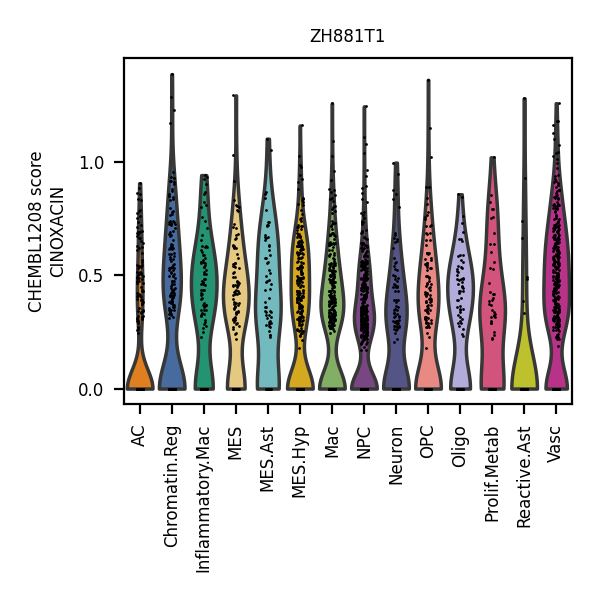 ZH881T1
CHEMBL1208 score
CINOXACIN
1.0
0.5
0.0
AC
Chromatin.Reg
Inflammatory.Mac
MES
MES.Ast
MES.Hyp
Mac
NPC
Neuron
OPC
Oligo
Prolif.Metab
Reactive.Ast
Vasc